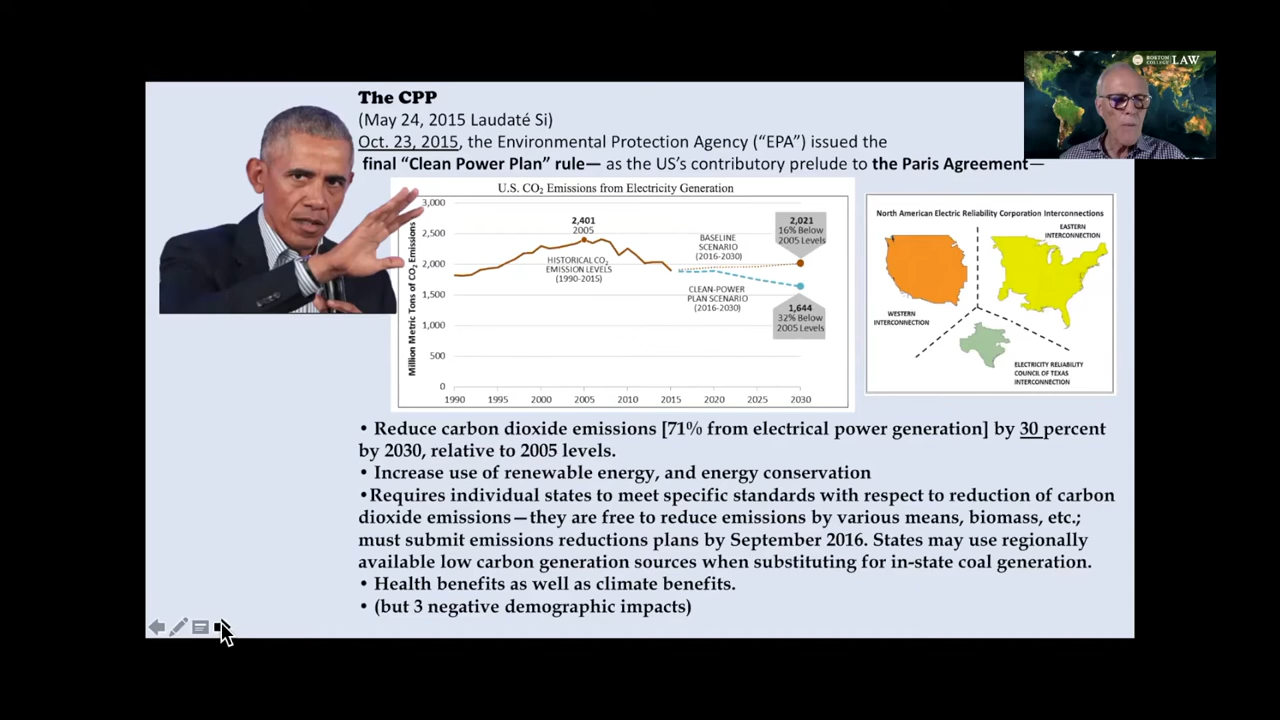 BOSTON COLLEGE LAW
The CPP
(May 24, 2015 Laudaté Si)
Oct. 23, 2015, the Environmental Protection Agency (“EPA”) issued the
final “Clean Power Plan” rule— as the US’s contributory prelude to the Paris Agreement—
U.S. CO₂ Emissions from Electricity Generation
Million Metric Tons of CO₂ Emissions
3,000
2,500
2,000
1,500
1,000
500
0
1990
1995
2000
2005
2010
2015
2020
2025
2030
2,401
2005
HISTORICAL CO₂
EMISSION LEVELS
(1990-2015)
BASELINE
SCENARIO
(2016-2030)
CLEAN-POWER
PLAN SCENARIO
(2016-2030)
2,021
16% Below
2005 Levels
1,644
32% Below
2005 Levels
North American Electric Reliability Corporation Interconnections
EASTERN
INTERCONNECTION
WESTERN
INTERCONNECTION
ELECTRICITY RELIABILITY
COUNCIL OF TEXAS
INTERCONNECTION
• Reduce carbon dioxide emissions [71% from electrical power generation] by 30 percent
by 2030, relative to 2005 levels.
• Increase use of renewable energy, and energy conservation
•Requires individual states to meet specific standards with respect to reduction of carbon
dioxide emissions—they are free to reduce emissions by various means, biomass, etc.;
must submit emissions reductions plans by September 2016. States may use regionally
available low carbon generation sources when substituting for in-state coal generation.
• Health benefits as well as climate benefits.
• (but 3 negative demographic impacts)